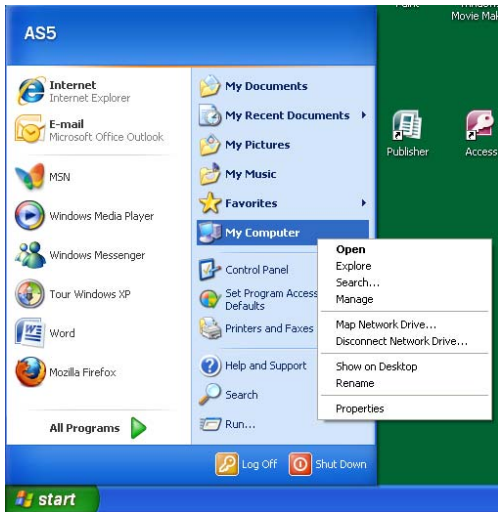 AS5
Internet
Internet Explorer
E-mail
Microsoft Office Outlook
MSN
Windows Media Player
Windows Messenger
Tour Windows XP
Word
Mozilla Firefox
All Programs
My Documents
My Recent Documents
My Pictures
My Music
Favorites
My Computer
Control Panel
Set Program Access
Defaults
Printers and Faxes
Help and Support
Search
Run...
Open
Explore
Search...
Manage
Map Network Drive...
Disconnect Network Drive...
Show on Desktop
Rename
Properties
Log Off
Shut Down
start
Movie Mak
Publisher
Access